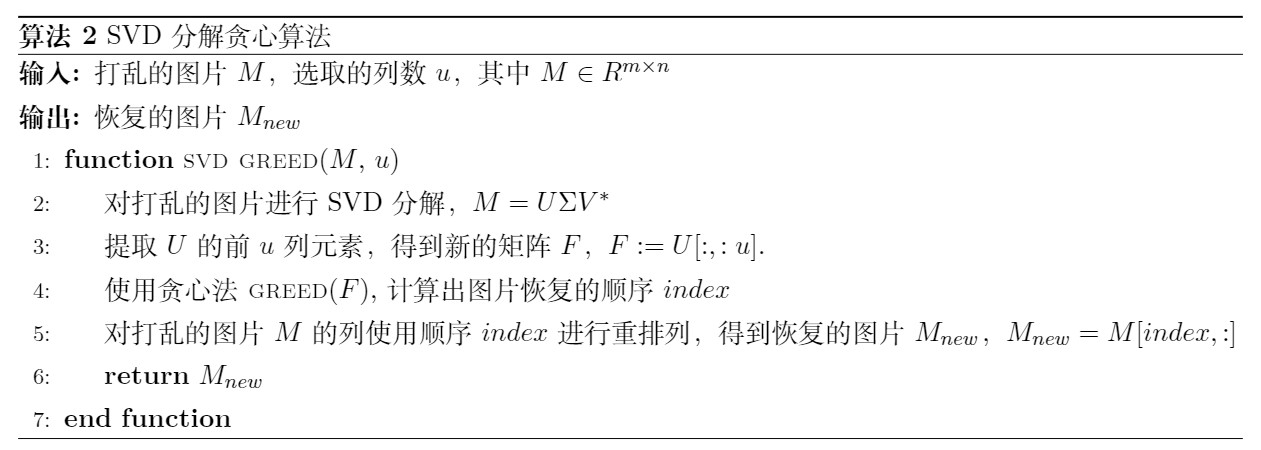 算法 2 SVD 分解贪心算法
输入: 打乱的图片 M，选取的列数 u，其中 M ∈ R^{m×n}
输出: 恢复的图片 M_{new}
1: function SVD GREED(M, u)
2: 对打乱的图片进行 SVD 分解，M = UΣV^*
3: 提取 U 的前 u 列元素，得到新的矩阵 F，F := U[:,: u].
4: 使用贪心法 GREED(F), 计算出图片恢复的顺序 index
5: 对打乱的图片 M 的列使用顺序 index 进行重排列，得到恢复的图片 M_{new}，M_{new} = M[index,:]
6: return M_{new}
7: end function